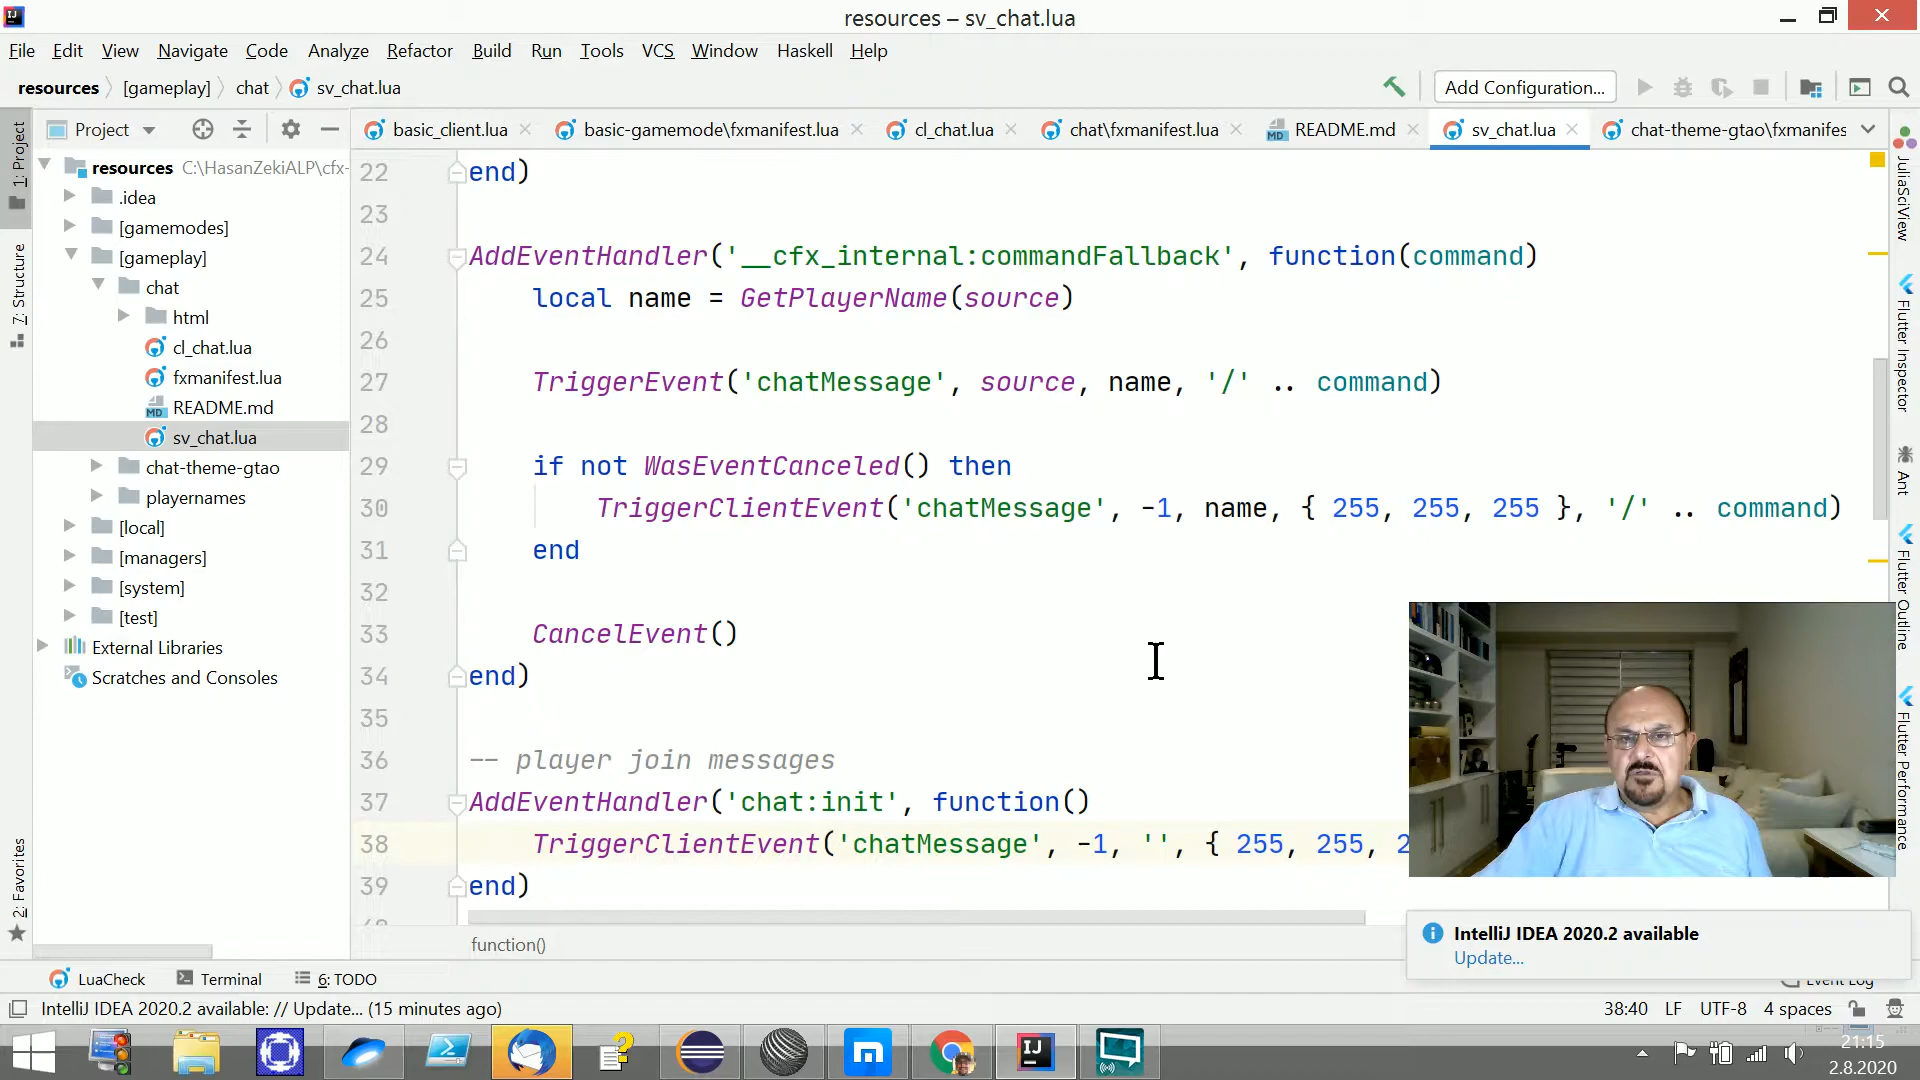 resources – sv_chat.lua
File Edit View Navigate Code Analyze Refactor Build Run Tools VCS Window Haskell Help
resources [gameplay] chat sv_chat.lua
Add Configuration...
Project
basic_client.lua
basic-gamemode\fxmanifest.lua
cl_chat.lua
chat\fxmanifest.lua
README.md
sv_chat.lua
chat-theme-gtao\fxmanifes
1: Project
7: Structure
2: Favorites
resources C:\HasanZekiALP\cfx-
.idea
[gamemodes]
[gameplay]
chat
html
cl_chat.lua
fxmanifest.lua
README.md
sv_chat.lua
chat-theme-gtao
playernames
[local]
[managers]
[system]
[test]
External Libraries
Scratches and Consoles
22 end)
23
24 AddEventHandler('__cfx_internal:commandFallback', function(command)
25 local name = GetPlayerName(source)
26
27 TriggerEvent('chatMessage', source, name, '/' .. command)
28
29 if not WasEventCanceled() then
30 TriggerClientEvent('chatMessage', -1, name, { 255, 255, 255 }, '/' .. command)
31 end
32
33 CancelEvent()
34 end)
35
36 -- player join messages
37 AddEventHandler('chat:init', function()
38 TriggerClientEvent('chatMessage', -1, '', { 255, 255, 2
39 end)
function()
JuliaSciView
Flutter Inspector
Ant
Flutter Outline
Flutter Performance
IntelliJ IDEA 2020.2 available
Update...
LuaCheck Terminal 6: TODO
Event Log
IntelliJ IDEA 2020.2 available: // Update... (15 minutes ago)
38:40 LF UTF-8 4 spaces
21:15
2.8.2020